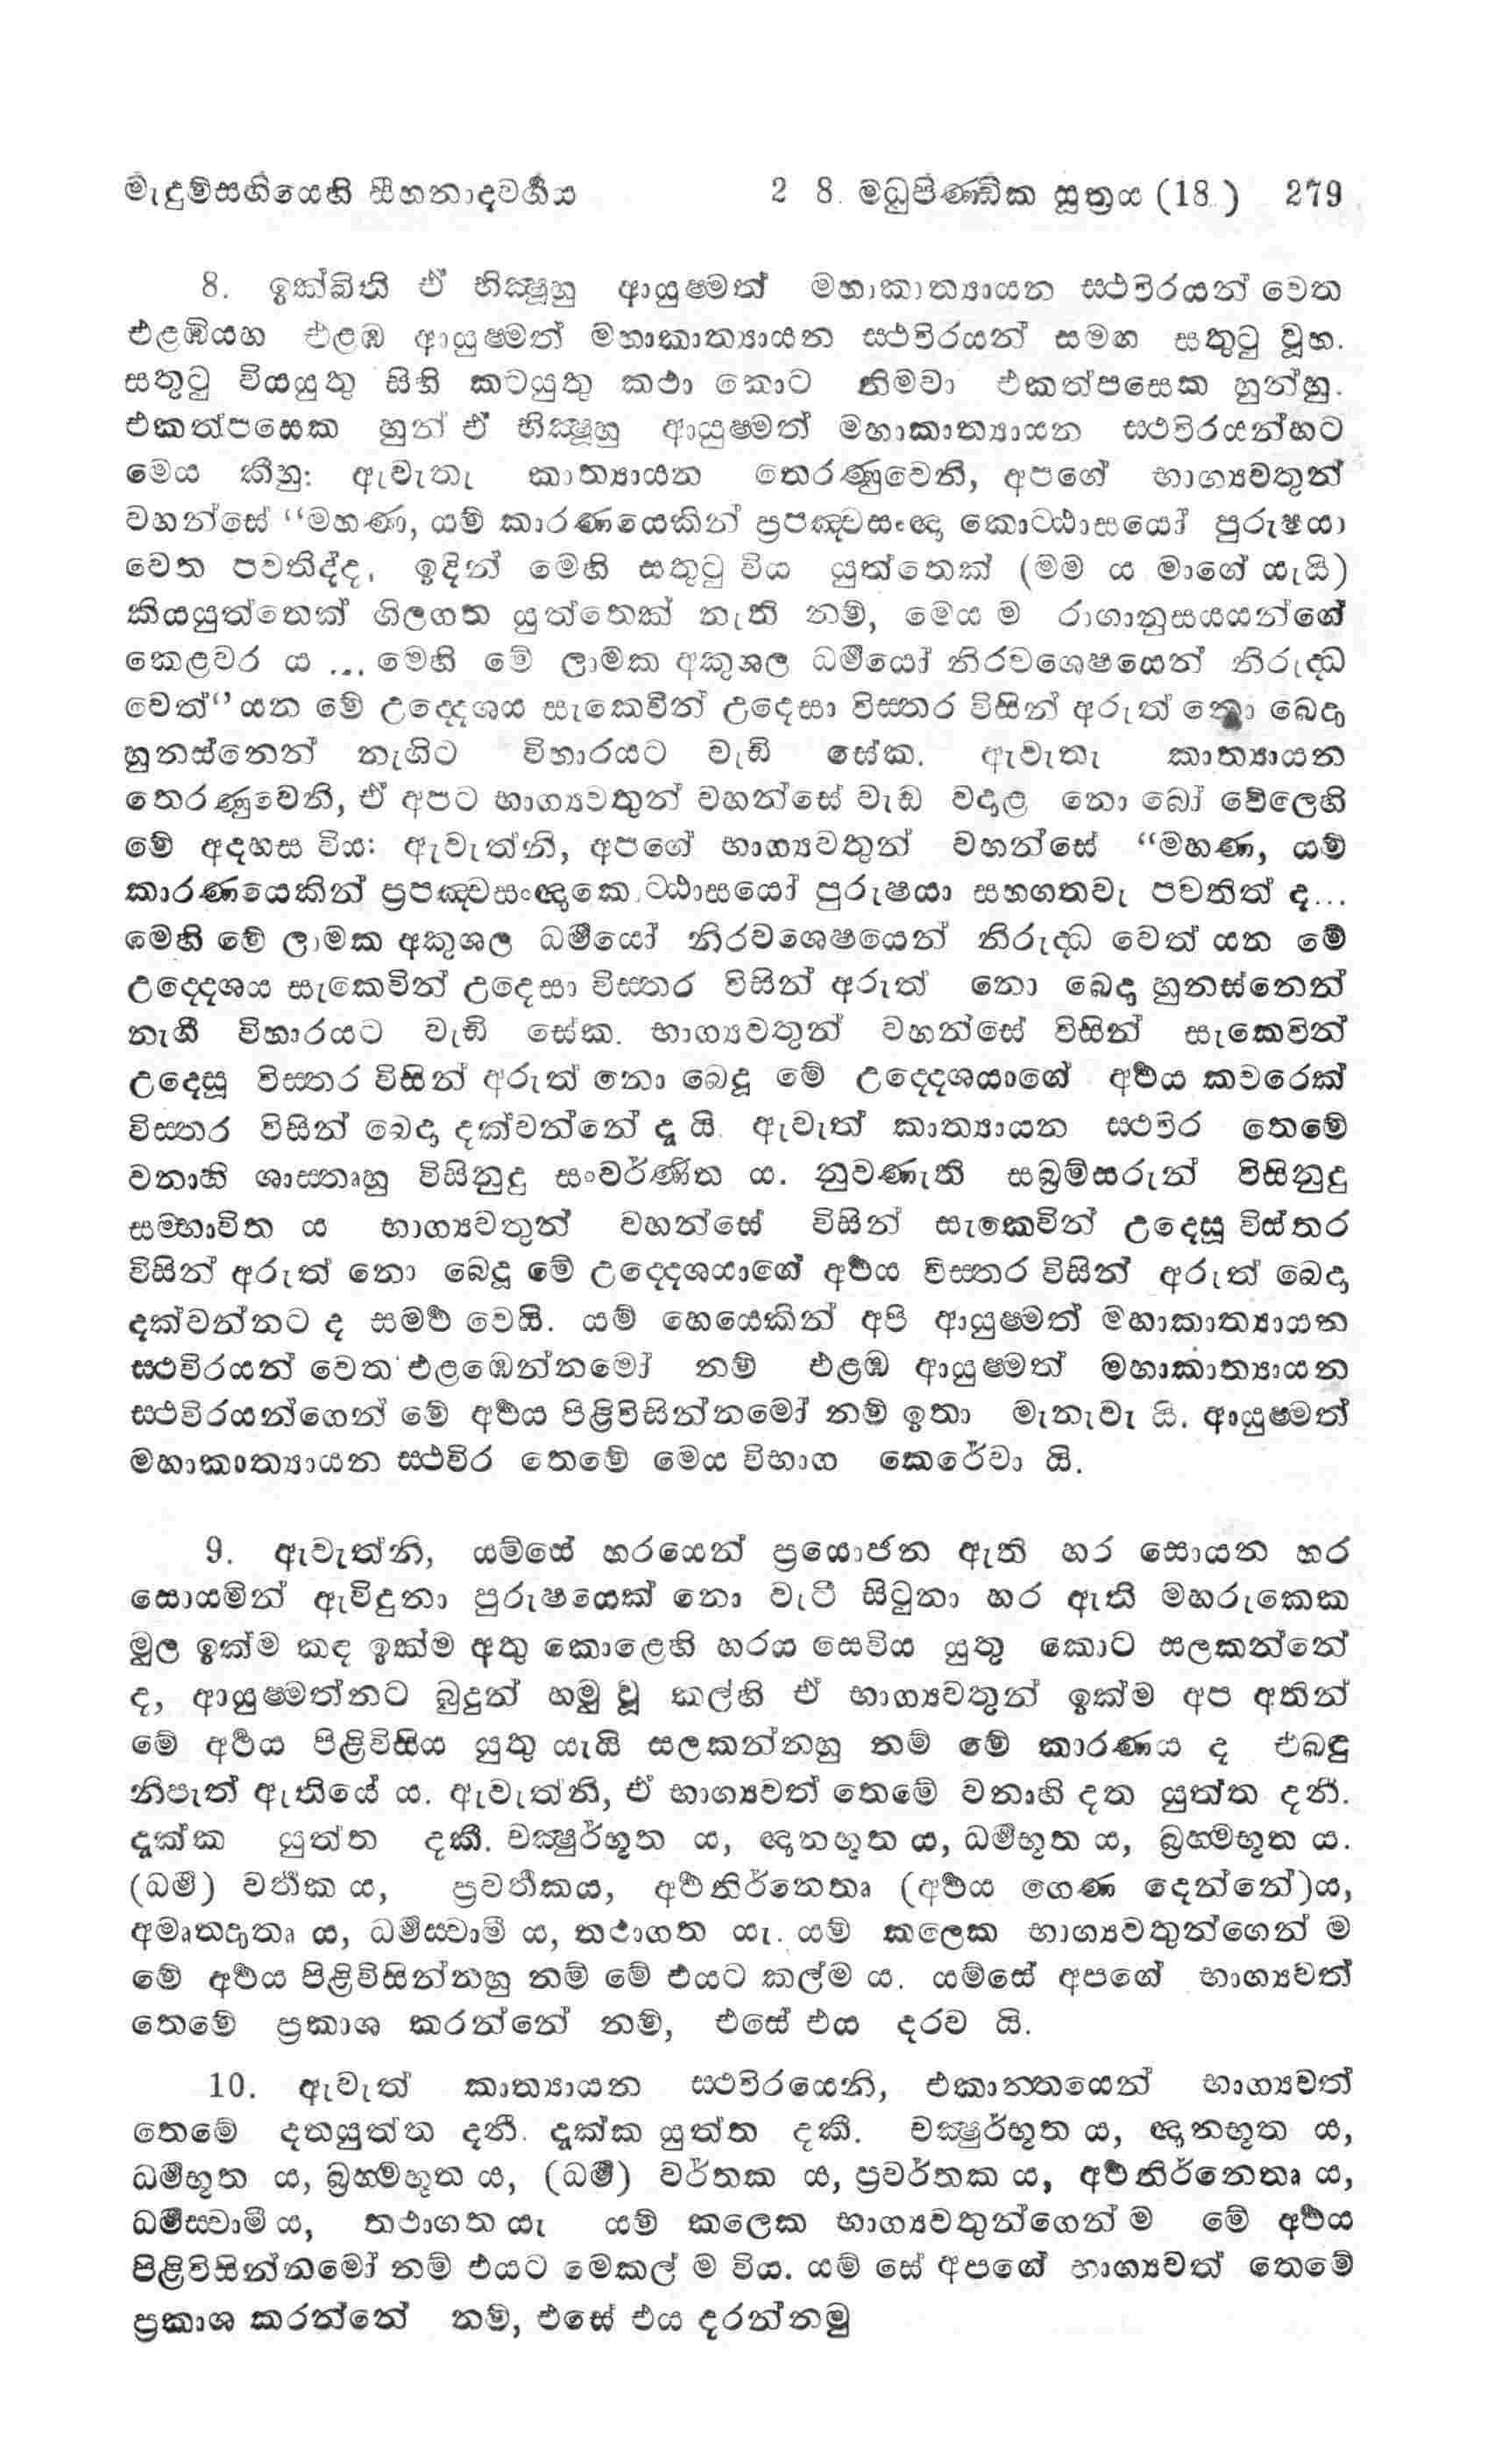 මැදුම්සඟියෙහි සීහනාදවර්‍ගය 2 8. මධුපිණ්ඩික සූත්‍රය (18.) 279
8. ඉක්බිති ඒ භික්‍ෂූහු ආයුෂ්මත් මහාකාත්‍යායන ස්ථවිරයන් වෙත
එළඹියහ එළඹ ආයුෂ්මත් මහාකාත්‍යායන ස්ථවිරයන් සමඟ සතුටු වූහ.
සතුටු වියයුතු සිහි කටයුතු කථා කොට නිමවා එකත්පසෙක හුන්හු.
එකත්පසෙක හුන් ඒ භික්‍ෂූහු ආයුෂ්මත් මහාකාත්‍යායන ස්ථවිරයන්හට
මෙය කීහු: ඇවැතැ කාත්‍යායන තෙරණුවෙනි, අපගේ භාග්‍යවතුන්
වහන්සේ “මහණ, යම් කාරණයෙකින් ප්‍රපඤ්චසංඥා කොට්ඨාසයෝ පුරුෂයා
වෙත පවතිද්ද, ඉදින් මෙහි සතුටු විය යුත්තෙක් (මම ය මාගේ යැයි)
කියයුත්තෙක් ගිලගත යුත්තෙක් නැති නම්, මෙය ම රාගානුසයයන්ගේ
කෙළවර ය ... මෙහි මේ ලාමක අකුශල ධර්‍මයෝ නිරවශෙෂයෙන් නිරුද්ධ
වෙත්” යන මේ උද්දෙශය සැකෙවින් උදෙසා විස්තර විසින් අරුත් නො බෙදා
හුනස්නෙන් නැගිට විහාරයට වැඩි සේක. ඇවැතැ කාත්‍යායන
තෙරණුවෙනි, ඒ අපට භාග්‍යවතුන් වහන්සේ වැඩ වදාළ නො බෝ වේලෙහි
මේ අදහස විය: ඇවැත්නි, අපගේ භාග්‍යවතුන් වහන්සේ “මහණ, යම්
කාරණයෙකින් ප්‍රපඤ්චසංඥාකොට්ඨාසයෝ පුරුෂයා සහගතවැ පවතිත් ද...
මෙහි මේ ලාමක අකුශල ධර්‍මයෝ නිරවශෙෂයෙන් නිරුද්ධ වෙත් යන මේ
උද්දෙශය සැකෙවින් උදෙසා විස්තර විසින් අරුත් නො බෙදා හුනස්නෙන්
නැඟී විහාරයට වැඩි සේක. භාග්‍යවතුන් වහන්සේ විසින් සැකෙවින්
උදෙසූ විස්තර විසින් අරුත් නො බෙදූ මේ උද්දෙශයාගේ අර්‍ථය කවරෙක්
විස්තර විසින් බෙදා දක්වන්නේ දැ යි. ඇවැත් කාත්‍යායන ස්ථවිර තෙමේ
වනාහි ශාස්තෲහු විසිනුදු සංවර්ණිත ය. නුවණැති සබ්‍රම්සරුන් විසිනුදු
සම්භාවිත ය භාග්‍යවතුන් වහන්සේ විසින් සැකෙවින් උදෙසූ විස්තර
විසින් අරුත් නො බෙදූ මේ උද්දෙශයාගේ අර්‍ථය විස්තර විසින් අරුත් බෙදා
දක්වන්නට ද සමර්‍ථ වෙයි. යම් හෙයෙකින් අපි ආයුෂ්මත් මහාකාත්‍යායන
ස්ථවිරයන් වෙත එළඹෙන්නමෝ නම් එළඹ ආයුෂ්මත් මහාකාත්‍යායන
ස්ථවිරයන්ගෙන් මේ අර්‍ථය පිළිවිසින්නමෝ නම් ඉතා මැනැවැ යි. ආයුෂ්මත්
මහාකාත්‍යායන ස්ථවිර තෙමේ මෙය විභාග කෙරේවා යි.
9. ඇවැත්නි, යම්සේ හරයෙන් ප්‍රයොජන ඇති හර සොයන හර
සොයමින් ඇවිදුනා පුරුෂයෙක් නො වැටී සිටුනා හර ඇති මහරුකෙක
මුල ඉක්ම කඳ ඉක්ම අතු කොළෙහි හරය සෙවිය යුතු කොට සලකන්නේ
ද, ආයුෂ්මත්නට බුදුන් හමු වූ කල්හි ඒ භාග්‍යවතුන් ඉක්ම අප අතින්
මේ අර්‍ථය පිළිවිසිය යුතු යැයි සලකන්නහු නම් මේ කාරණය ද එබඳු
නිපැත් ඇතියේ ය. ඇවැත්නි, ඒ භාග්‍යවත් තෙමේ වනාහි දත යුත්ත දනී.
දැක්ක යුත්ත දකී. චක්‍ෂුර්භූත ය, ඥානභූත ය, ධර්‍මභූත ය, බ්‍රහ්මභූත ය.
(ධර්‍ම) වර්‍තක ය, ප්‍රවර්‍තකය, අර්‍ථනිර්නෙතෘ (අර්‍ථය ගෙණ දෙන්නේ)ය,
අමෘතදාතෘ ය, ධර්‍මස්වාමී ය, තථාගත යැ. යම් කලෙක භාග්‍යවතුන්ගෙන් ම
මේ අර්‍ථය පිළිවිසින්නහු නම් මේ එයට කල්ම ය. යම්සේ අපගේ භාග්‍යවත්
තෙමේ ප්‍රකාශ කරන්නේ නම්, එසේ එය දරව යි.
10. ඇවැත් කාත්‍යායන ස්ථවිරයෙනි, එකාන්තයෙන් භාග්‍යවත්
තෙමේ දතයුත්ත දනී. දැක්ක යුත්ත දකී. චක්‍ෂුර්භූත ය, ඥානභූත ය,
ධර්‍මභූත ය, බ්‍රහ්මභූත ය, (ධර්‍ම) වර්තක ය, ප්‍රවර්තක ය, අර්‍ථනිර්නෙතෘ ය,
ධර්‍මස්වාමී ය, තථාගත යැ යම් කලෙක භාග්‍යවතුන්ගෙන් ම මේ අර්‍ථය
පිළිවිසින්නමෝ නම් එයට මෙකල් ම විය. යම් සේ අපගේ භාග්‍යවත් තෙමේ
ප්‍රකාශ කරන්නේ නම්, එසේ එය දරන්නමු